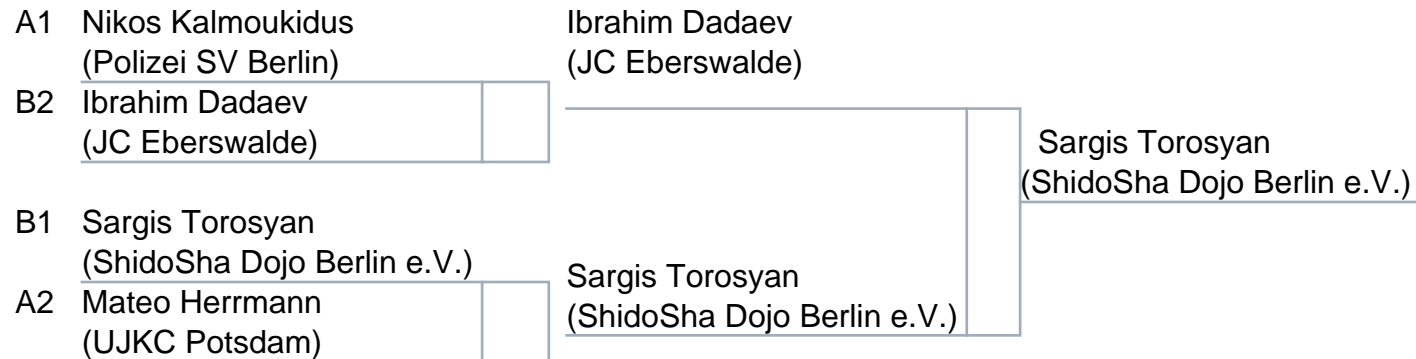 A1 Nikos Kalmoukidus
(Polizei SV Berlin)
B2 Ibrahim Dadaev
(JC Eberswalde)
B1 Sargis Torosyan
(ShidoSha Dojo Berlin e.V.)
A2 Mateo Herrmann
(UJKC Potsdam)
Ibrahim Dadaev
(JC Eberswalde)
Sargis Torosyan
(ShidoSha Dojo Berlin e.V.)
Sargis Torosyan
(ShidoSha Dojo Berlin e.V.)